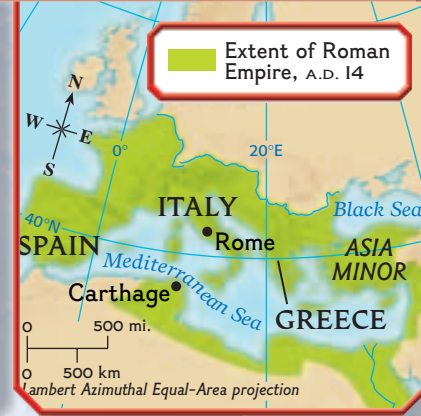 Extent of Roman
Empire, A.D. 14
N
W
E
S
0°
20°E
40°N
ITALY
Rome
Black Sea
SPAIN
ASIA
MINOR
Mediterranean Sea
Carthage
GREECE
0 500 mi.
0 500 km
Lambert Azimuthal Equal-Area projection